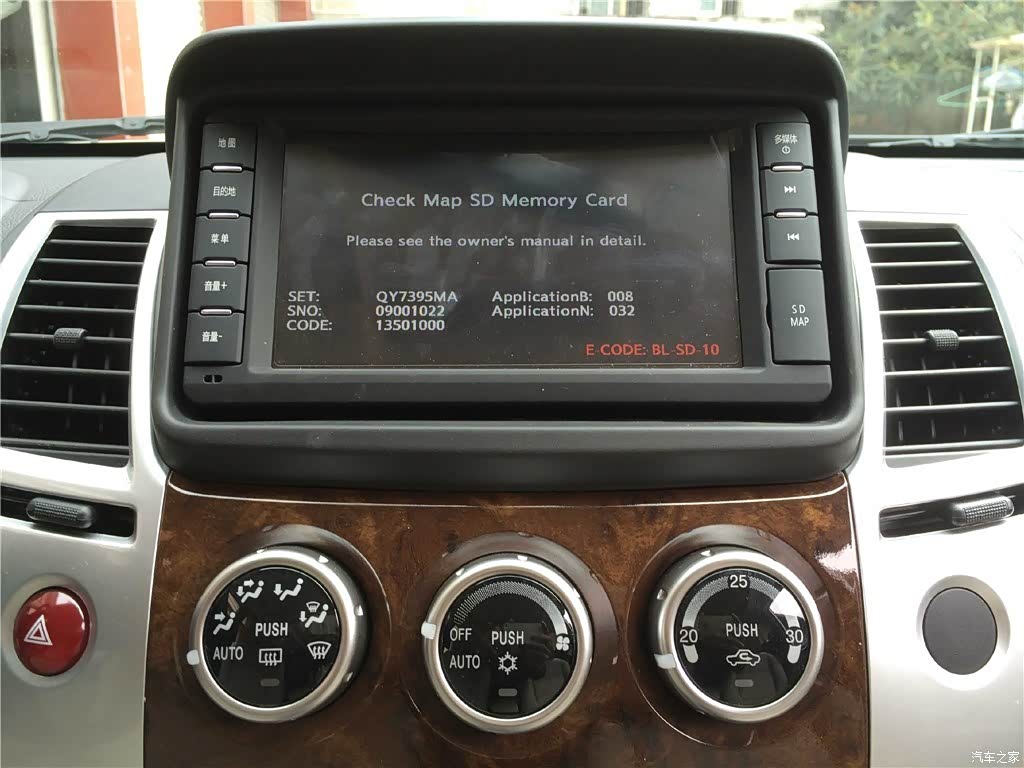 地图
目的地
菜单
音量+
音量-
Check Map SD Memory Card
Please see the owner's manual in detail.
SET: QY7395MA ApplicationB: 008
SNO: 09001022 ApplicationN: 032
CODE: 13501000
E-CODE: BL-SD-10
多媒体
SD
MAP
PUSH
AUTO
OFF
PUSH
AUTO
25
20
PUSH
30
汽车之家